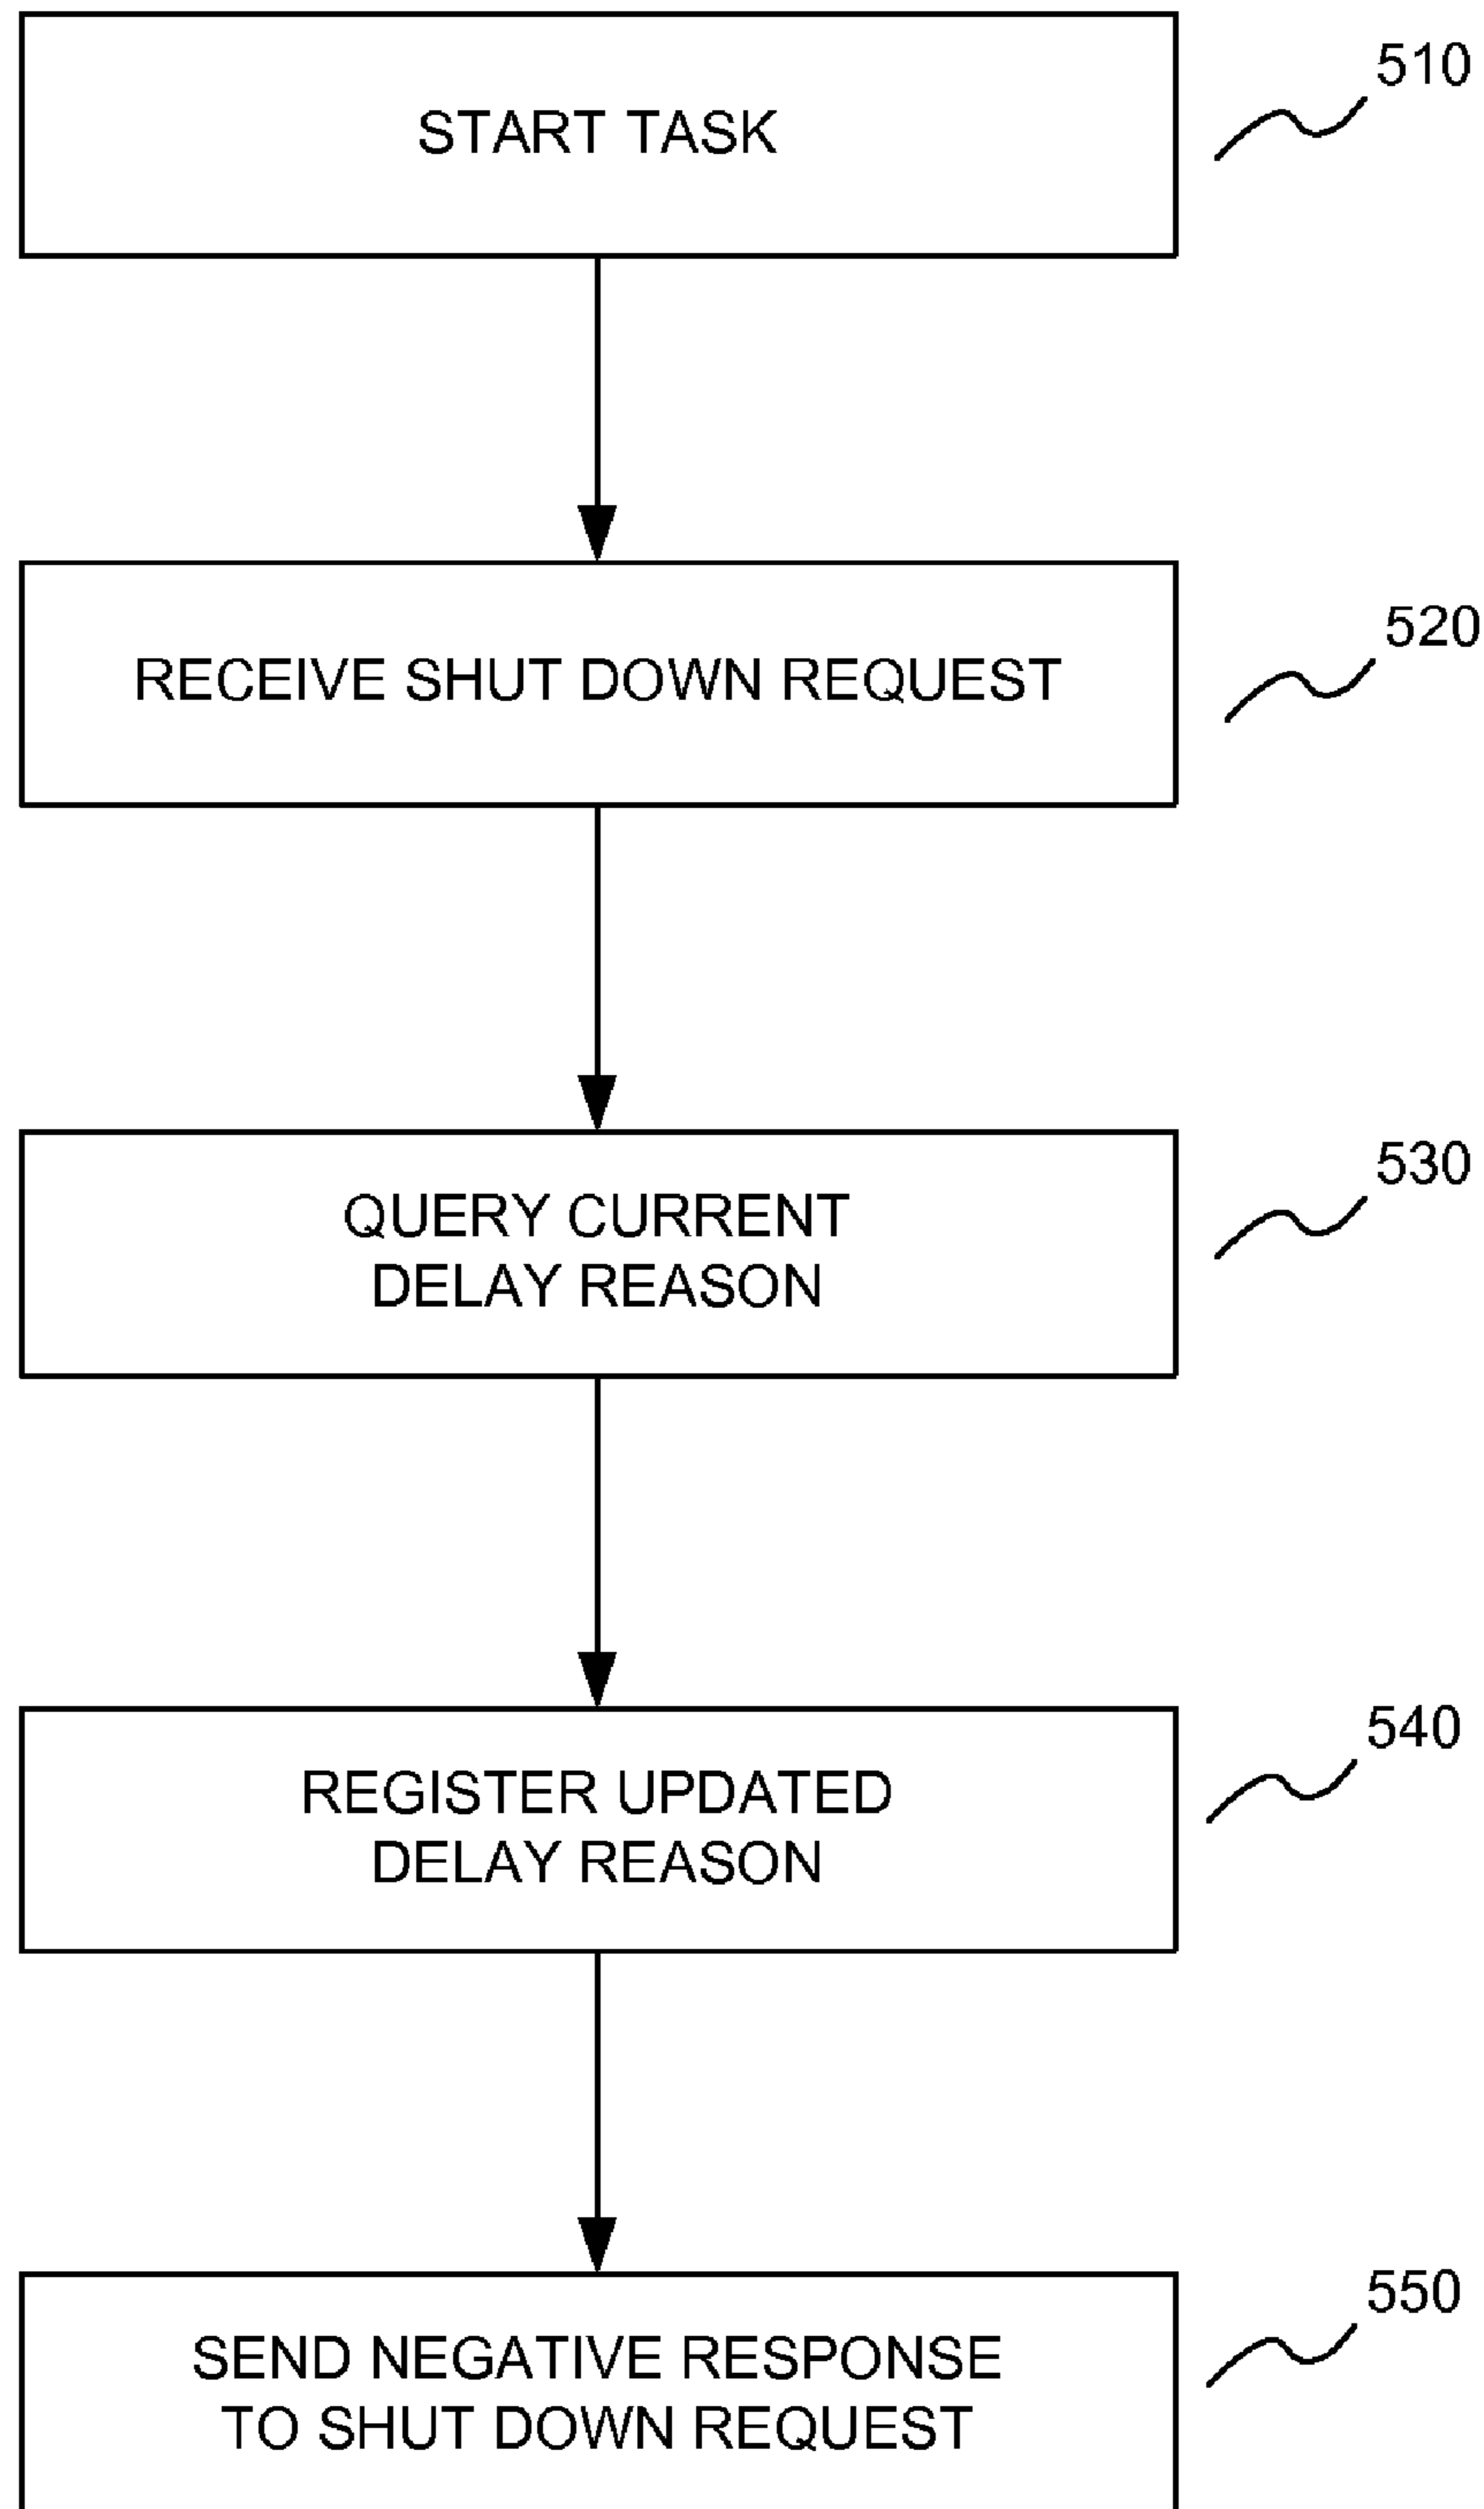 510
START TASK
520
RECEIVE SHUT DOWN REQUEST
530
QUERY CURRENT
DELAY REASON
540
REGISTER UPDATED
DELAY REASON
550
SEND NEGATIVE RESPONSE
TO SHUT DOWN REQUEST